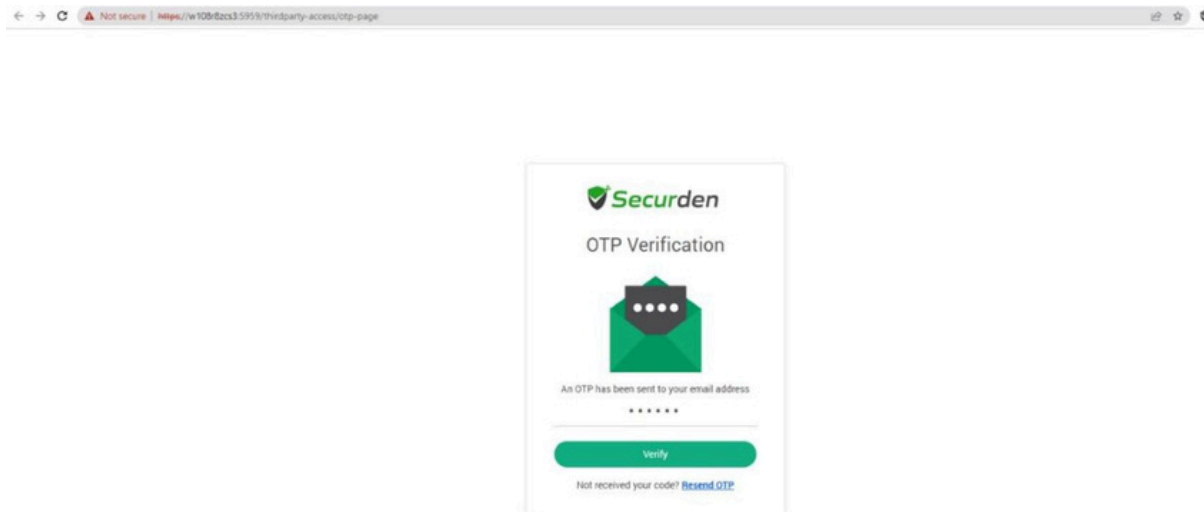 Not secure | https://w108r8zcs3:5959/thirdparty-access/otp-page
Securden
OTP Verification
An OTP has been sent to your email address
Verify
Not received your code? Resend OTP